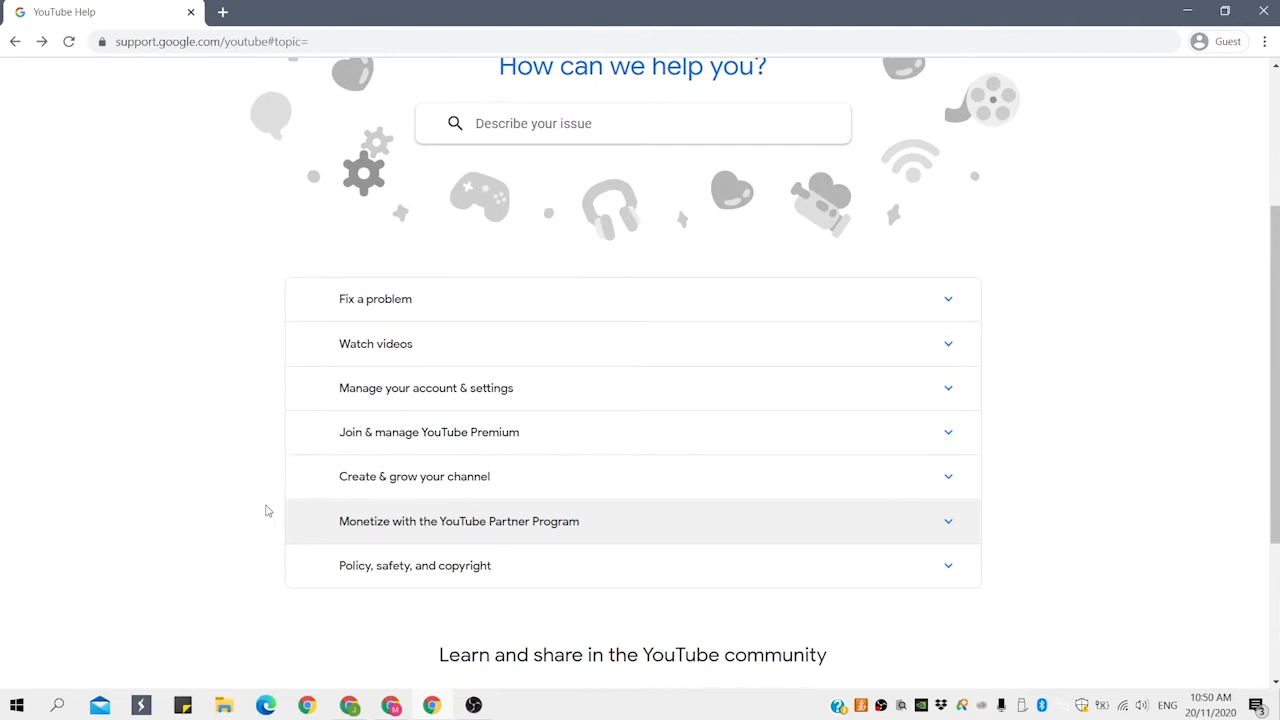 YouTube Help
support.google.com/youtube#topic=
Guest
How can we help you?
Describe your issue
Fix a problem
Watch videos
Manage your account & settings
Join & manage YouTube Premium
Create & grow your channel
Monetize with the YouTube Partner Program
Policy, safety, and copyright
Learn and share in the YouTube community
ENG
10:50 AM
20/11/2020